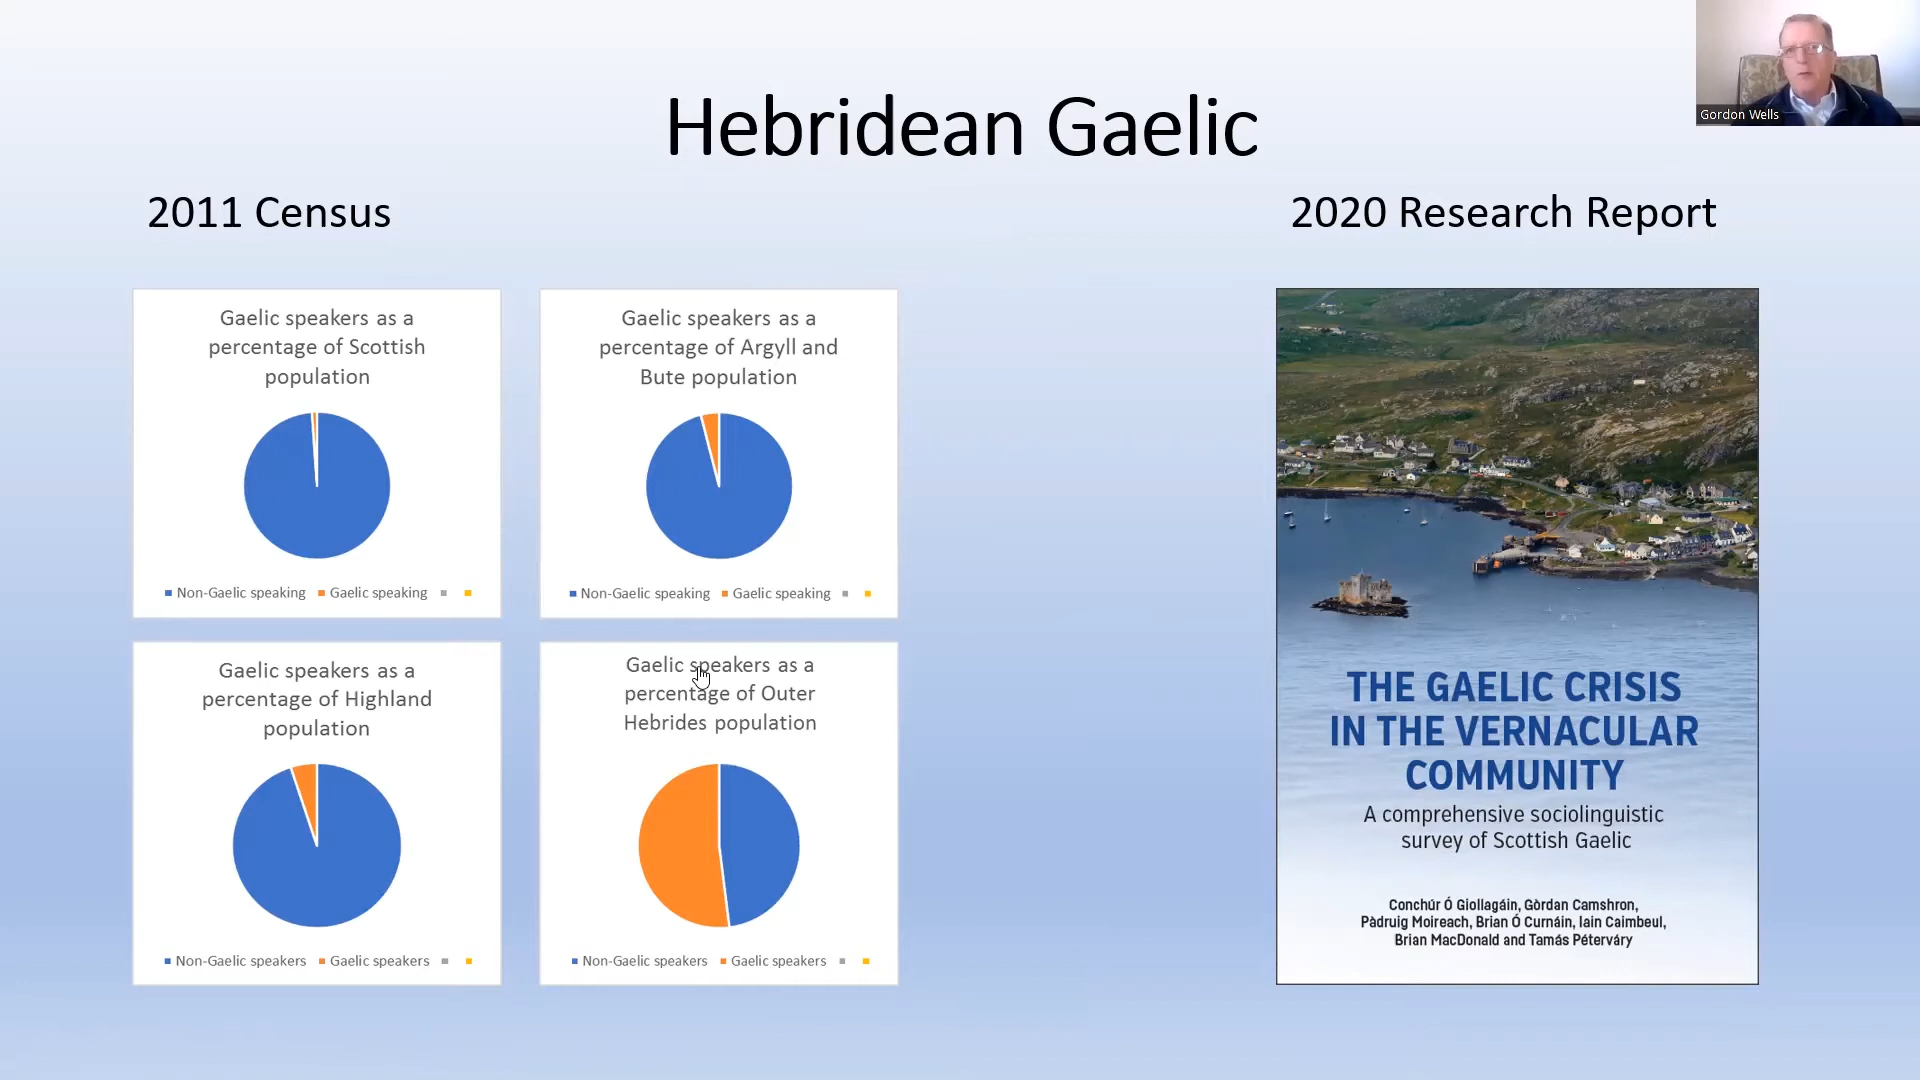 Hebridean Gaelic
Gordon Wells
2011 Census
2020 Research Report
Gaelic speakers as a
percentage of Scottish
population
Non-Gaelic speaking Gaelic speaking
Gaelic speakers as a
percentage of Argyll and
Bute population
Non-Gaelic speaking Gaelic speaking
Gaelic speakers as a
percentage of Highland
population
Non-Gaelic speakers Gaelic speakers
Gaelic speakers as a
percentage of Outer
Hebrides population
Non-Gaelic speakers Gaelic speakers
THE GAELIC CRISIS
IN THE VERNACULAR
COMMUNITY
A comprehensive sociolinguistic
survey of Scottish Gaelic
Conchúr Ó Giollagáin, Gòrdan Camshron,
Pàdruig Moireach, Brian Ó Curnáin, Iain Caimbeul,
Brian MacDonald and Tamás Péterváry